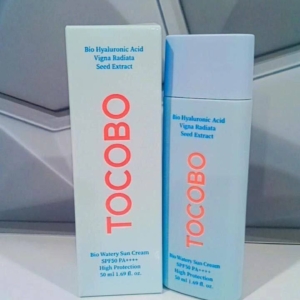 Bio Hyaluronic Acid
Vigna Radiata
Seed Extract
TOCOBO
Bio Watery Sun Cream
SPF50 PA++++
High Protection
50 ml 1.69 fl. oz.
Bio Hyaluronic Acid
Vigna Radiata
Seed Extract
TOCOBO
Bio Watery Sun Cream
SPF50 PA++++
High Protection
50 ml 1.69 fl. oz.